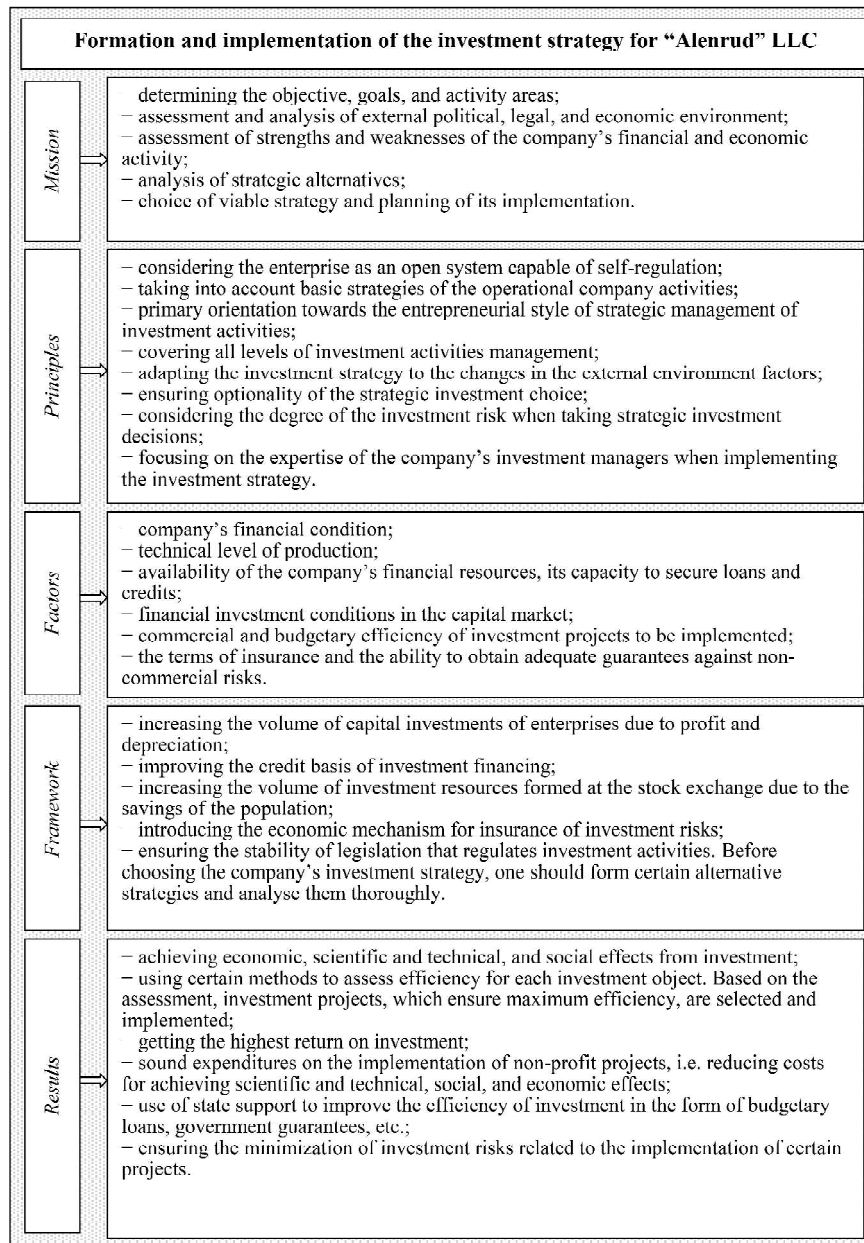 Formation and implementation of the investment strategy for “Alenrud” LLC
Mission
determining the objective, goals, and activity areas;
– assessment and analysis of external political, legal, and economic environment;
– assessment of strengths and weaknesses of the company’s financial and economic
activity;
– analysis of strategic alternatives;
– choice of viable strategy and planning of its implementation.
Principles
– considering the enterprise as an open system capable of self-regulation;
– taking into account basic strategies of the operational company activities;
– primary orientation towards the entrepreneurial style of strategic management of
investment activities;
– covering all levels of investment activities management;
– adapting the investment strategy to the changes in the external environment factors;
– ensuring optionality of the strategic investment choice;
– considering the degree of the investment risk when taking strategic investment
decisions;
– focusing on the expertise of the company’s investment managers when implementing
the investment strategy.
Factors
company’s financial condition;
– technical level of production;
– availability of the company’s financial resources, its capacity to secure loans and
credits;
– financial investment conditions in the capital market;
– commercial and budgetary efficiency of investment projects to be implemented;
– the terms of insurance and the ability to obtain adequate guarantees against non-
commercial risks.
Framework
– increasing the volume of capital investments of enterprises due to profit and
depreciation;
– improving the credit basis of investment financing;
– increasing the volume of investment resources formed at the stock exchange due to the
savings of the population;
introducing the economic mechanism for insurance of investment risks;
– ensuring the stability of legislation that regulates investment activities. Before
choosing the company’s investment strategy, one should form certain alternative
strategies and analyse them thoroughly.
Results
– achieving economic, scientific and technical, and social effects from investment;
– using certain methods to assess efficiency for each investment object. Based on the
assessment, investment projects, which ensure maximum efficiency, are selected and
implemented;
getting the highest return on investment;
– sound expenditures on the implementation of non-profit projects, i.e. reducing costs
for achieving scientific and technical, social, and economic effects;
– use of state support to improve the efficiency of investment in the form of budgetary
loans, government guarantees, etc.;
– ensuring the minimization of investment risks related to the implementation of certain
projects.